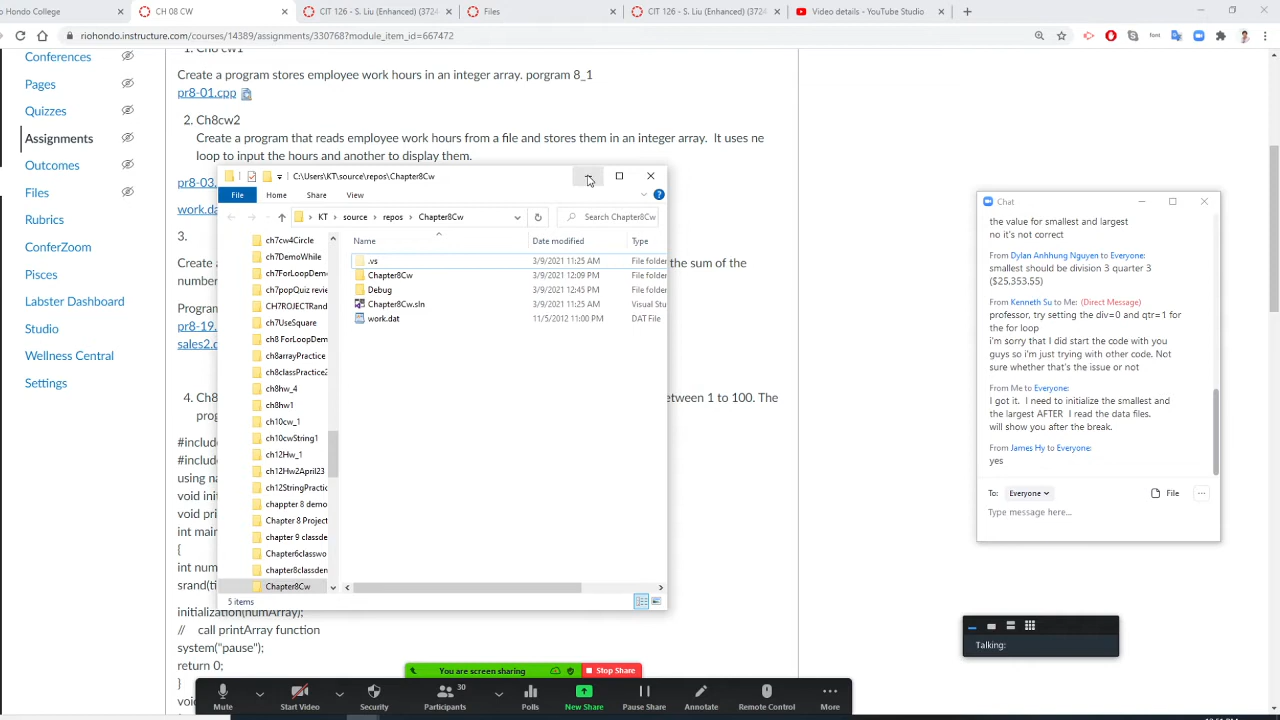 o Hondo College
CH 08 CW
CIT 126 - S. Liu (Enhanced) (3724
Files
CIT 126 - S. Liu (Enhanced) (3724
Video details - YouTube Studio
riohondo.instructure.com/courses/14389/assignments/330768?module_item_id=667472
Conferences
Pages
Quizzes
Assignments
Outcomes
Files
Rubrics
ConferZoom
Pisces
Labster Dashboard
Studio
Wellness Central
Settings
1. Ch8 cw1
Create a program stores employee work hours in an integer array. porgram 8_1
pr8-01.cpp
2. Ch8cw2
Create a program that reads employee work hours from a file and stores them in an integer array. It uses ne
loop to input the hours and another to display them.
pr8-03.
work.da
3.
Create a
the sum of the
number
Program
pr8-19.
sales2.d
4. Ch8
etween 1 to 100. The
prog
#include
#include
using na
void init
void pri
int main
{
int num
srand(ti
initialization(numArray);
// call printArray function
system("pause");
return 0;
}
voi
C:\Users\KT\source\repos\Chapter8Cw
File
Home
Share
View
KT
source
repos
Chapter8Cw
Search Chapter8Cw
ch7cw4Circle
ch7DemoWhile
ch7ForLoopDemo
ch7popQuiz revie
CH7ROJECTRand
ch7UseSquare
ch8 ForLoopDem
ch8arrayPractice
ch8classPractice2
ch8hw_4
ch8hw1
ch10cw_1
ch10cwString1
ch12Hw_1
ch12Hw2April23
ch12StringPractic
chappter 8 demo
Chapter 8 Project
chapter 9 classde
Chapter6classwo
chapter8classden
Chapter8Cw
Name
Date modified
Type
.vs
3/9/2021 11:25 AM
File folder
Chapter8Cw
3/9/2021 12:09 PM
File folder
Debug
3/9/2021 12:45 PM
File folder
Chapter8Cw.sln
3/9/2021 11:25 AM
Visual Stu
work.dat
11/5/2012 11:00 PM
DAT File
5 items
Chat
the value for smallest and largest
no it's not correct
From Dylan Anhhung Nguyen to Everyone:
smallest should be division 3 quarter 3
($25,353.55)
From Kenneth Su to Me: (Direct Message)
professor, try setting the div=0 and qtr=1 for
the for loop
i'm sorry that I did start the code with you
guys so i'm just trying with other code. Not
sure whether that's the issue or not
From Me to Everyone:
I got it. I need to initialize the smallest and
the largest AFTER I read the data files.
will show you after the break.
From James Hy to Everyone:
yes
To:
Everyone
File
Type message here...
Talking:
You are screen sharing
Stop Share
Mute
Start Video
Security
30
Participants
Polls
New Share
Pause Share
Annotate
Remote Control
More